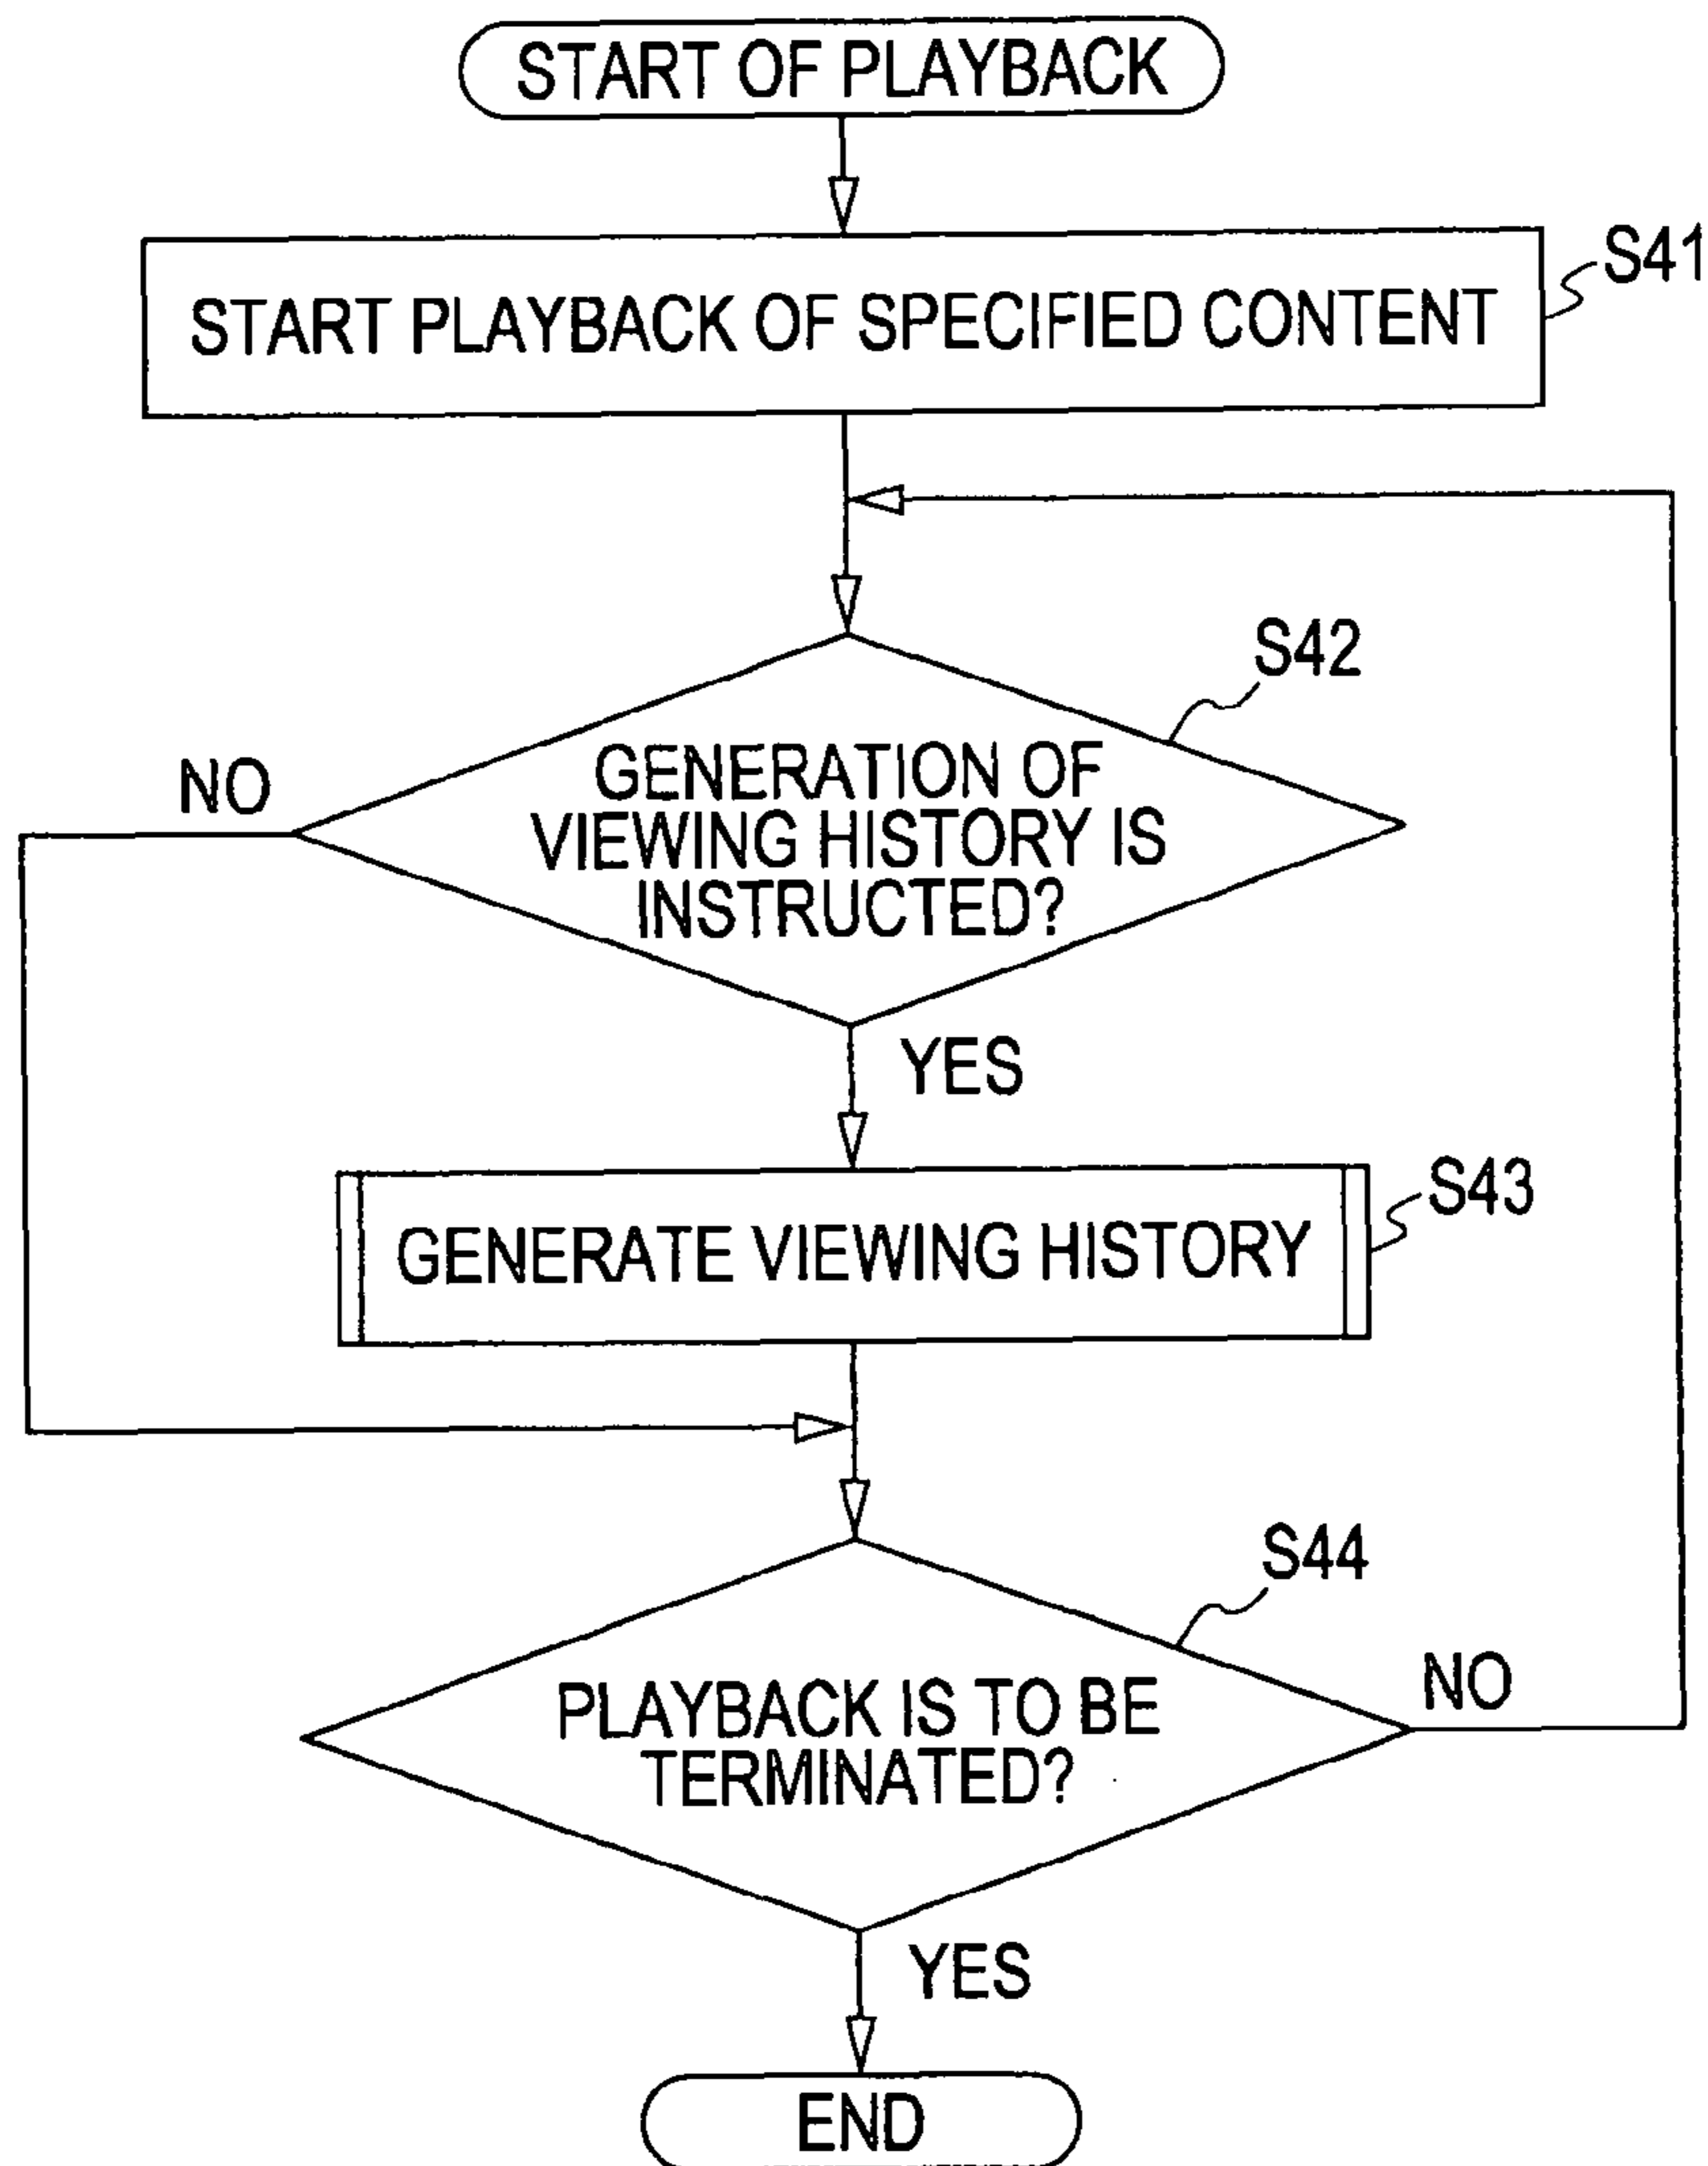 START OF PLAYBACK
START PLAYBACK OF SPECIFIED CONTENT
S41
S42
NO
GENERATION OF
VIEWING HISTORY IS
INSTRUCTED?
YES
GENERATE VIEWING HISTORY
S43
S44
PLAYBACK IS TO BE
TERMINATED?
NO
YES
END